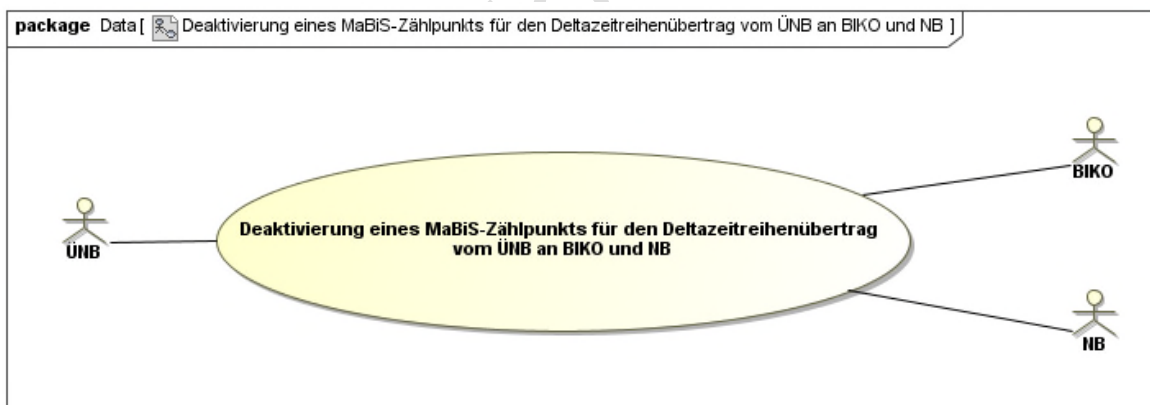 package Data [ Deaktivierung eines MaBiS-Zählpunkts für den Deltazeitreihenübertrag vom ÜNB an BIKO und NB ]
BIKO
Deaktivierung eines MaBiS-Zählpunkts für den Deltazeitreihenübertrag
vom ÜNB an BIKO und NB
ÜNB
NB